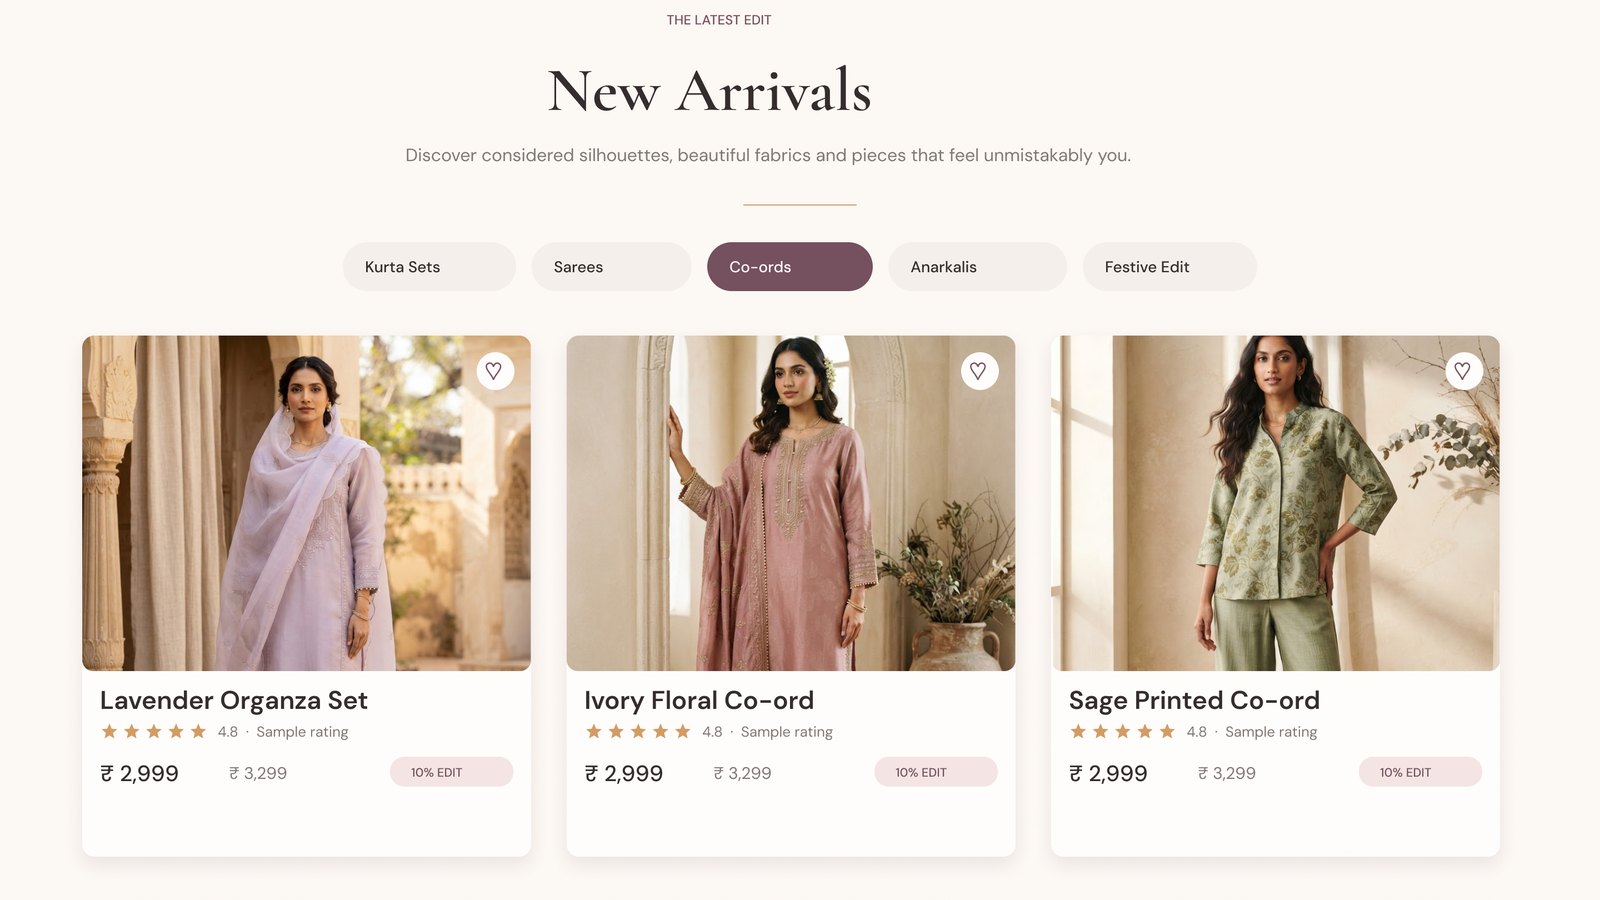 THE LATEST EDIT
New Arrivals
Discover considered silhouettes, beautiful fabrics and pieces that feel unmistakably you.
Kurta Sets Sarees Co-ords Anarkalis Festive Edit
Lavender Organza Set
4.8 · Sample rating
₹ 2,999 ₹ 3,299 10% EDIT
Ivory Floral Co-ord
4.8 · Sample rating
₹ 2,999 ₹ 3,299 10% EDIT
Sage Printed Co-ord
4.8 · Sample rating
₹ 2,999 ₹ 3,299 10% EDIT